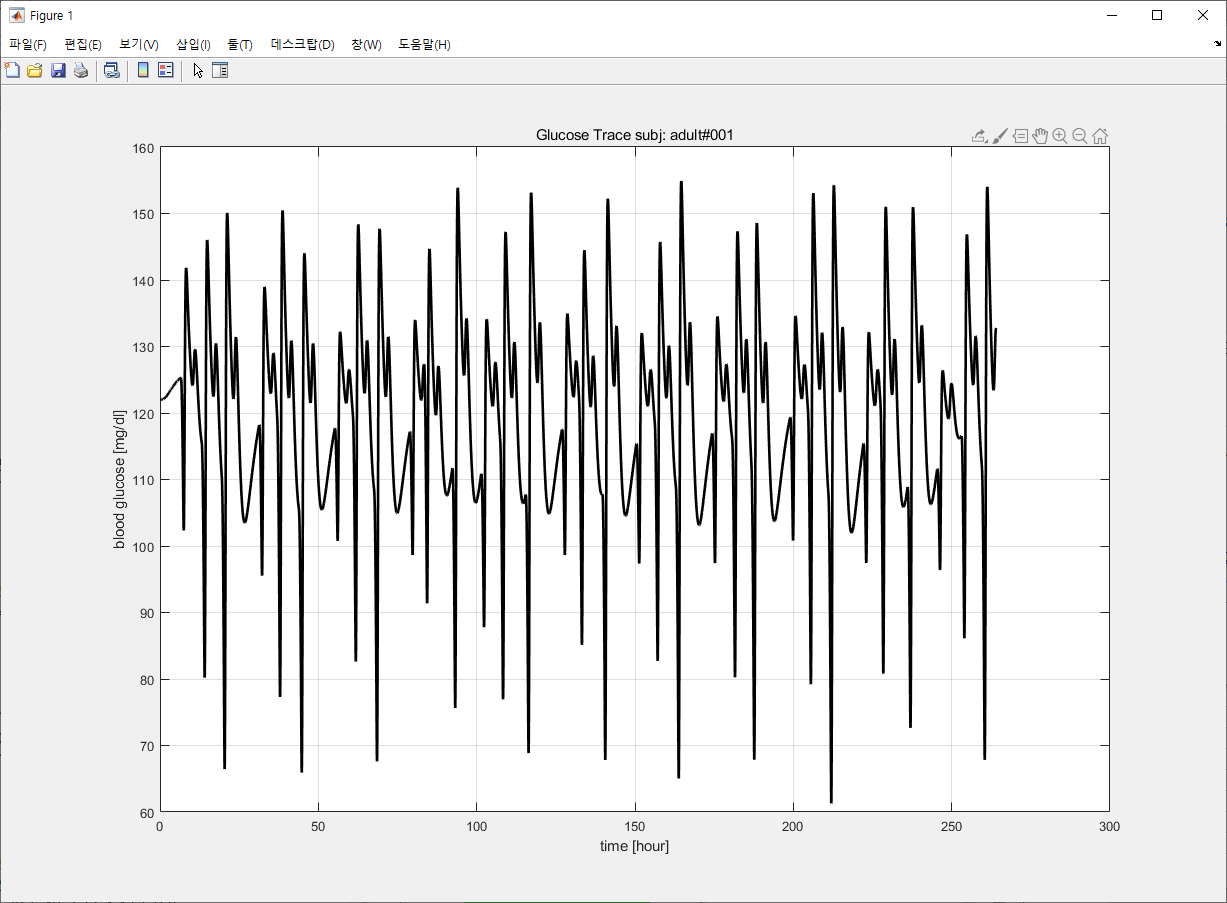 Figure 1
파일(F) 편집(E) 보기(V) 삽입(I) 툴(T) 데스크탑(D) 창(W) 도움말(H)
Glucose Trace subj: adult#001
160
150
140
130
120
110
100
90
80
70
60
blood glucose [mg/dl]
0 50 100 150 200 250 300
time [hour]